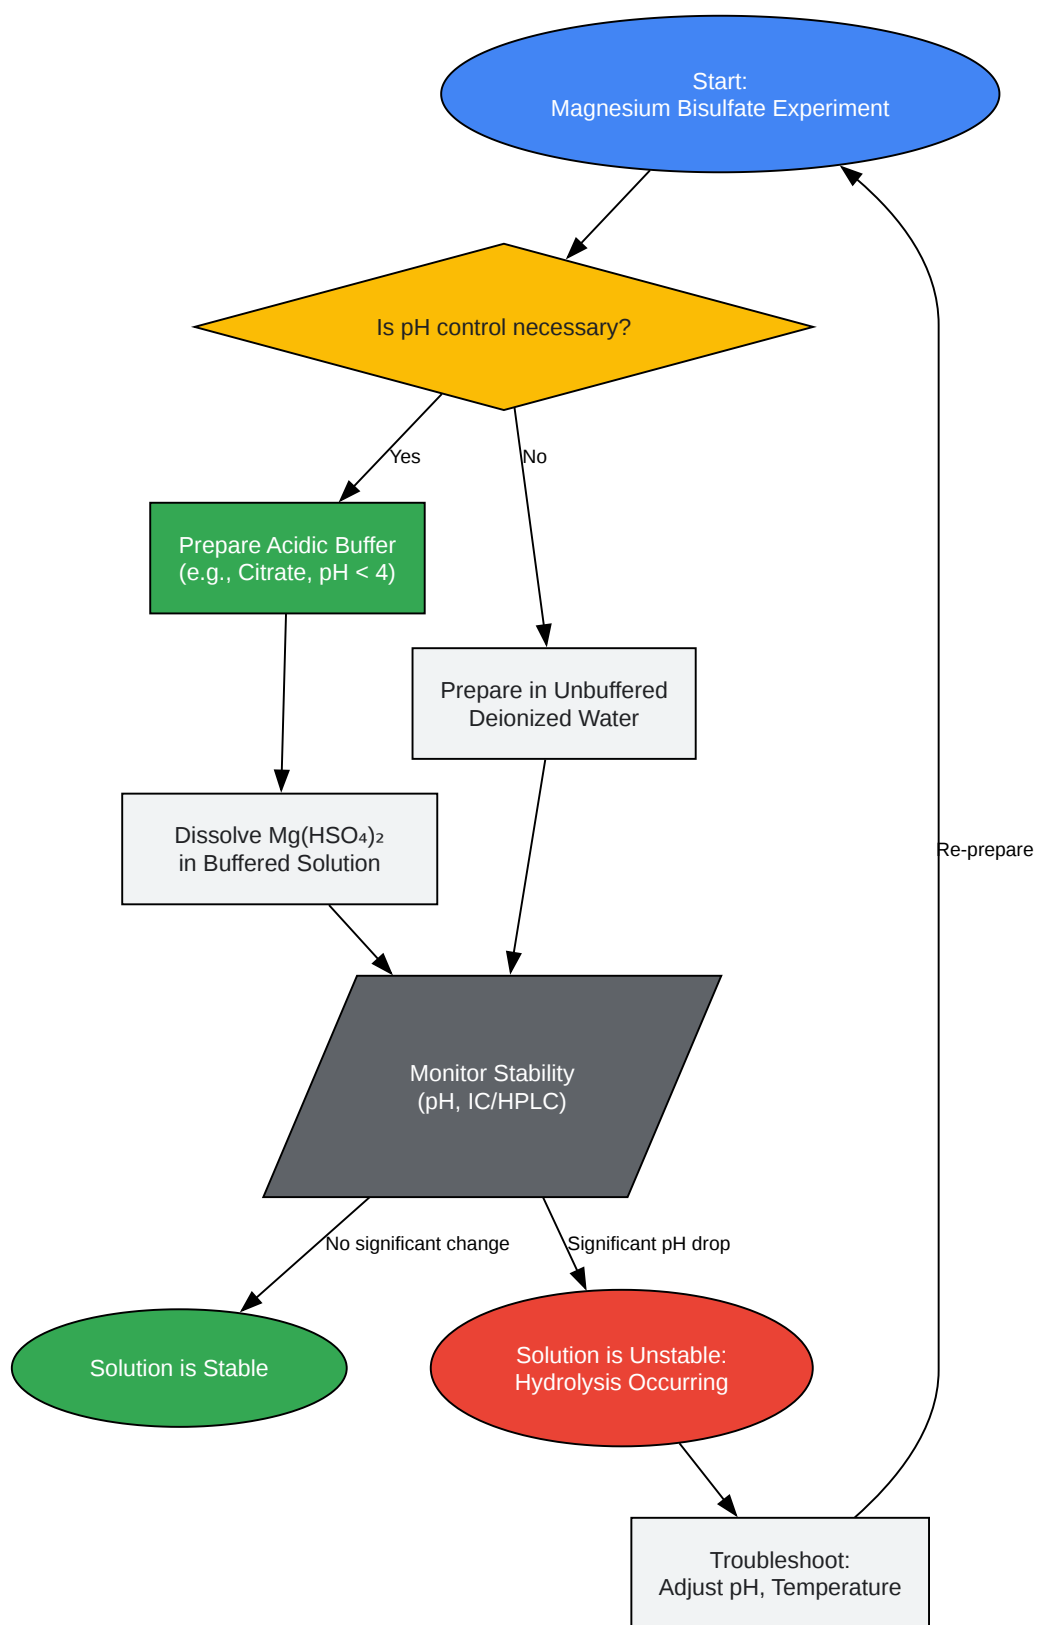 Start:
Magnesium Bisulfate Experiment
Is pH control necessary?
Yes
No
Prepare Acidic Buffer
(e.g., Citrate, pH < 4)
Prepare in Unbuffered
Deionized Water
Dissolve Mg(HSO₄)₂
in Buffered Solution
Re-prepare
Monitor Stability
(pH, IC/HPLC)
No significant change
Significant pH drop
Solution is Stable
Solution is Unstable:
Hydrolysis Occurring
Troubleshoot:
Adjust pH, Temperature